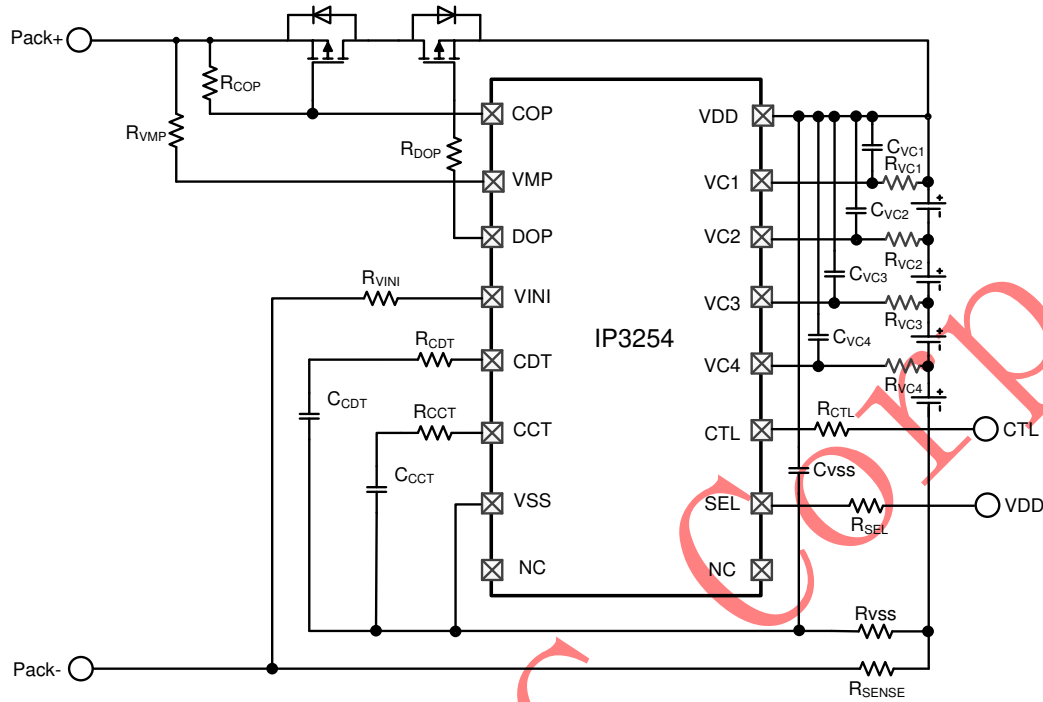 Pack+
RCOP
RVMP
RDOP
COP
VMP
DOP
VINI
CDT
CCT
VSS
NC
IP3254
VDD
VC1
VC2
VC3
VC4
CTL
SEL
NC
CVC1
RVC1
CVC2
RVC2
CVC3
RVC3
CVC4
RVC4
RCTL
CTL
Cvss
RSEL
VDD
RVINI
RCDT
CCDT
RCCT
CCCT
Rvss
RSENSE
Pack-
C Corp